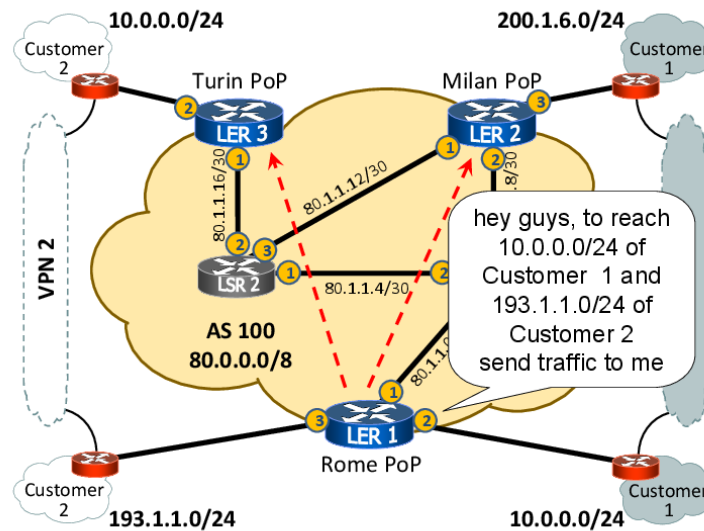 10.0.0.0/24
200.1.6.0/24
Customer
2
Customer
1
Turin PoP
Milan PoP
2
3
LER 3
LER 2
1
1
2
80.1.1.16/30
80.1.1.12/30
.8/30
VPN 2
hey guys, to reach
10.0.0.0/24 of
Customer 1 and
193.1.1.0/24 of
Customer 2
send traffic to me
2
3
LSR 2
1
2
80.1.1.4/30
AS 100
80.0.0.0/8
80.1.1.0
1
3
2
LER 1
Rome PoP
Customer
2
Customer
1
193.1.1.0/24
10.0.0.0/24